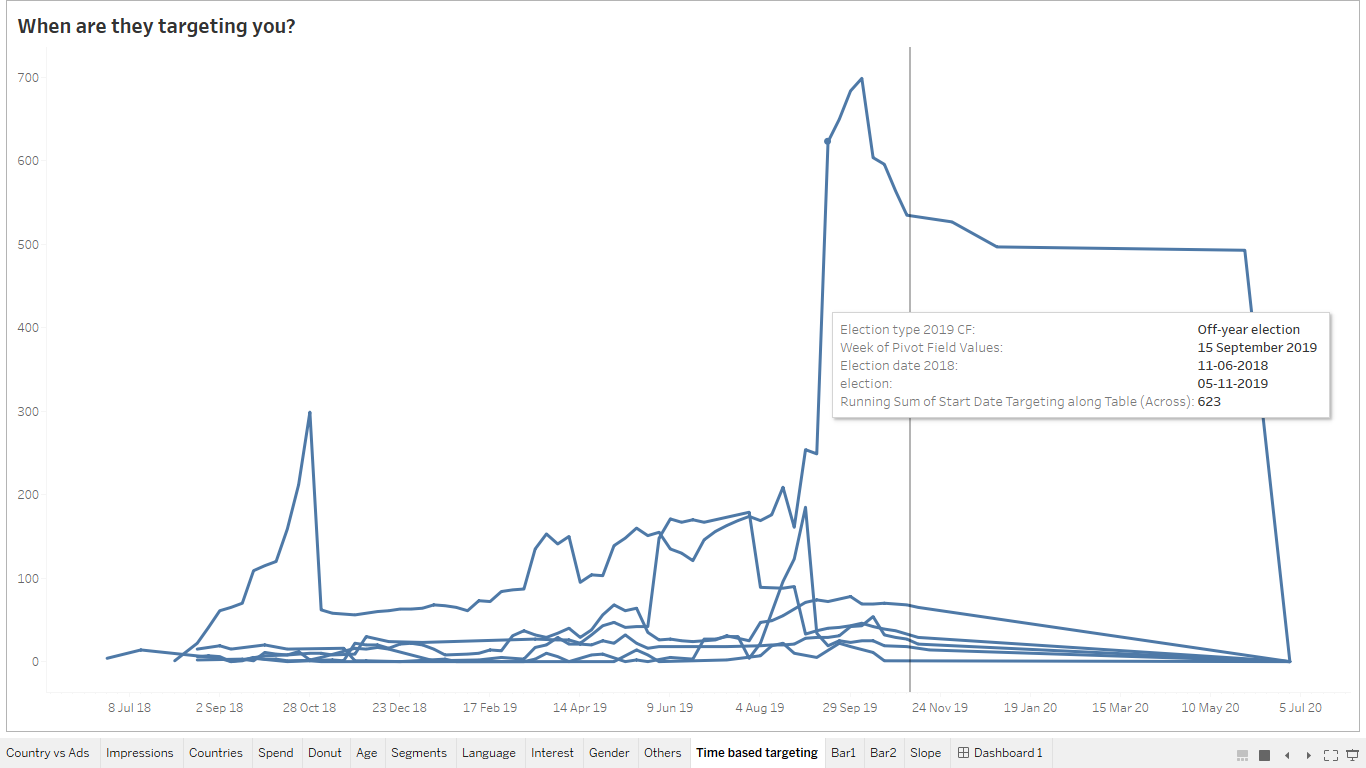 When are they targeting you?
700
600
500
400
300
200
100
0
Election type 2019 CF: Off-year election
Week of Pivot Field Values: 15 September 2019
Election date 2018: 11-06-2018
election: 05-11-2019
Running Sum of Start Date Targeting along Table (Across): 623
8 Jul 18 2 Sep 18 28 Oct 18 23 Dec 18 17 Feb 19 14 Apr 19 9 Jun 19 4 Aug 19 29 Sep 19 24 Nov 19 19 Jan 20 15 Mar 20 10 May 20 5 Jul 20
Country vs Ads Impressions Countries Spend Donut Age Segments Language Interest Gender Others Time based targeting Bar1 Bar2 Slope Dashboard 1